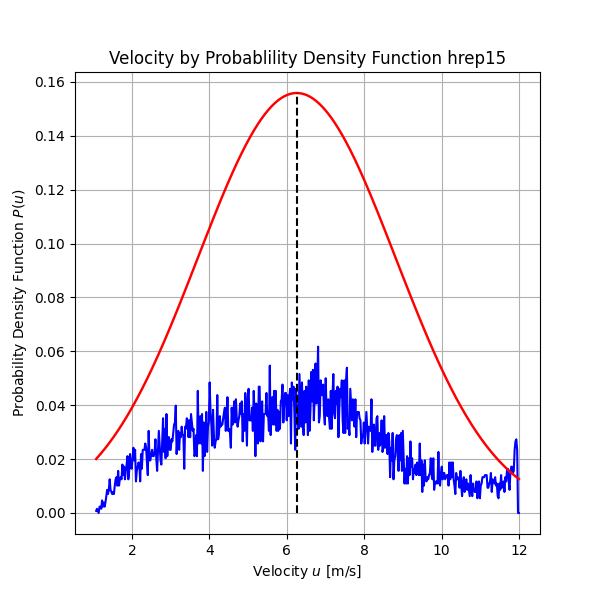 Velocity by Probablility Density Function hrep15
0.16
0.14
0.12
0.10
0.08
0.06
0.04
0.02
0.00
Probability Density Function P(u)
2 4 6 8 10 12
Velocity u [m/s]